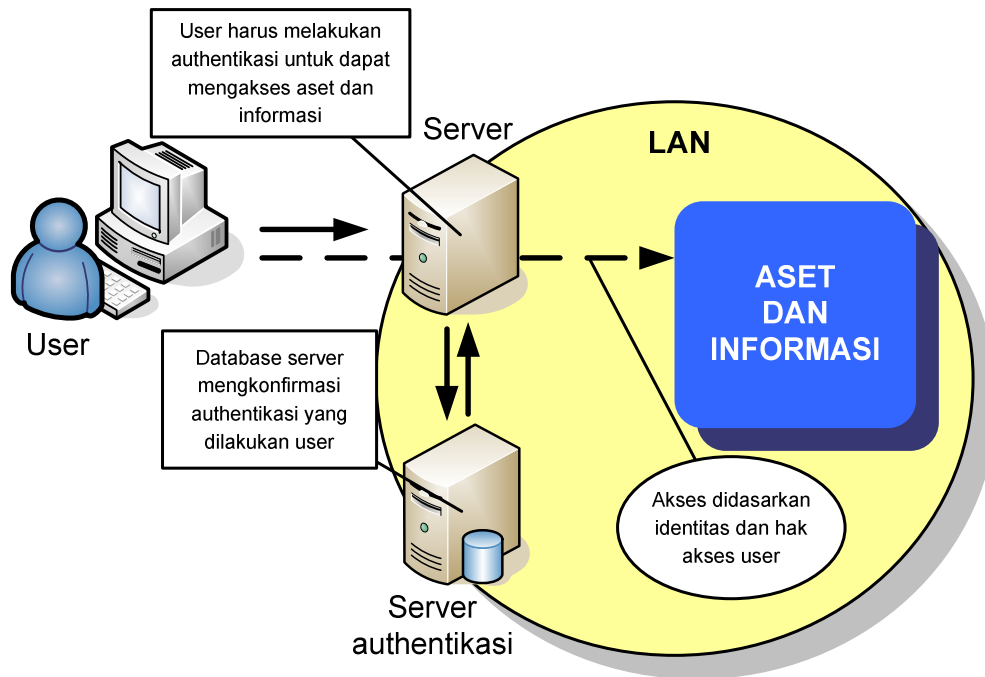 User harus melakukan
authentikasi untuk dapat
mengakses aset dan
informasi
Server
LAN
ASET
DAN
INFORMASI
User
Database server
mengkonfirmasi
authentikasi yang
dilakukan user
Akses didasarkan
identitas dan hak
akses user
Server
authentikasi